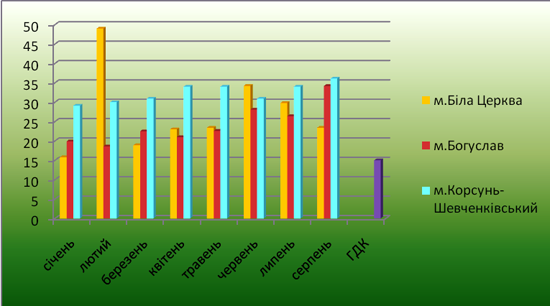 50
45
40
35
30
25
20
15
10
5
0
січень
лютий
березень
квітень
травень
червень
липень
серпень
ГДК
м.Біла Церква
м.Богуслав
м.Корсунь-
Шевченківський